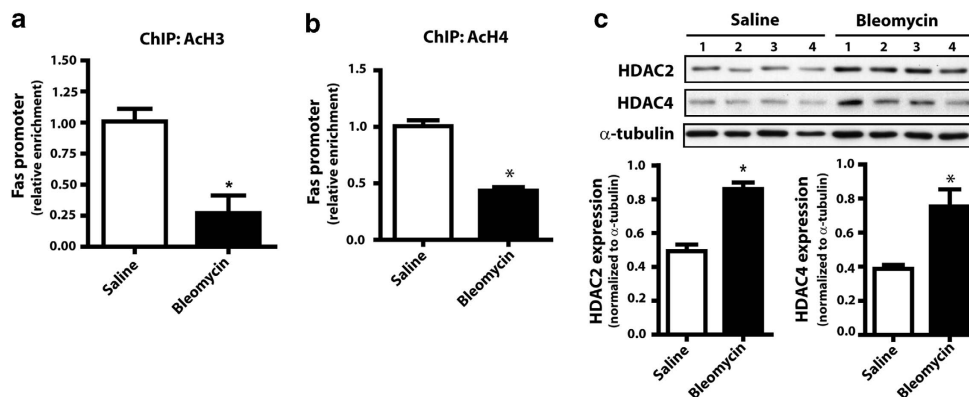 a
ChIP: AcH3
Fas promoter
(relative enrichment)
1.50
1.25
1.00
0.75
0.50
0.25
0.00
*
Saline
Bleomycin
b
ChIP: AcH4
Fas promoter
(relative enrichment)
1.5
1.0
0.5
0.0
*
Saline
Bleomycin
c
Saline Bleomycin
1 2 3 4 1 2 3 4
HDAC2
HDAC4
α-tubulin
HDAC2 expression
(normalized to α-tubulin)
1.0
0.8
0.6
0.4
0.2
0.0
*
Saline
Bleomycin
HDAC4 expression
(normalized to α-tubulin)
1.0
0.8
0.6
0.4
0.2
0.0
*
Saline
Bleomycin